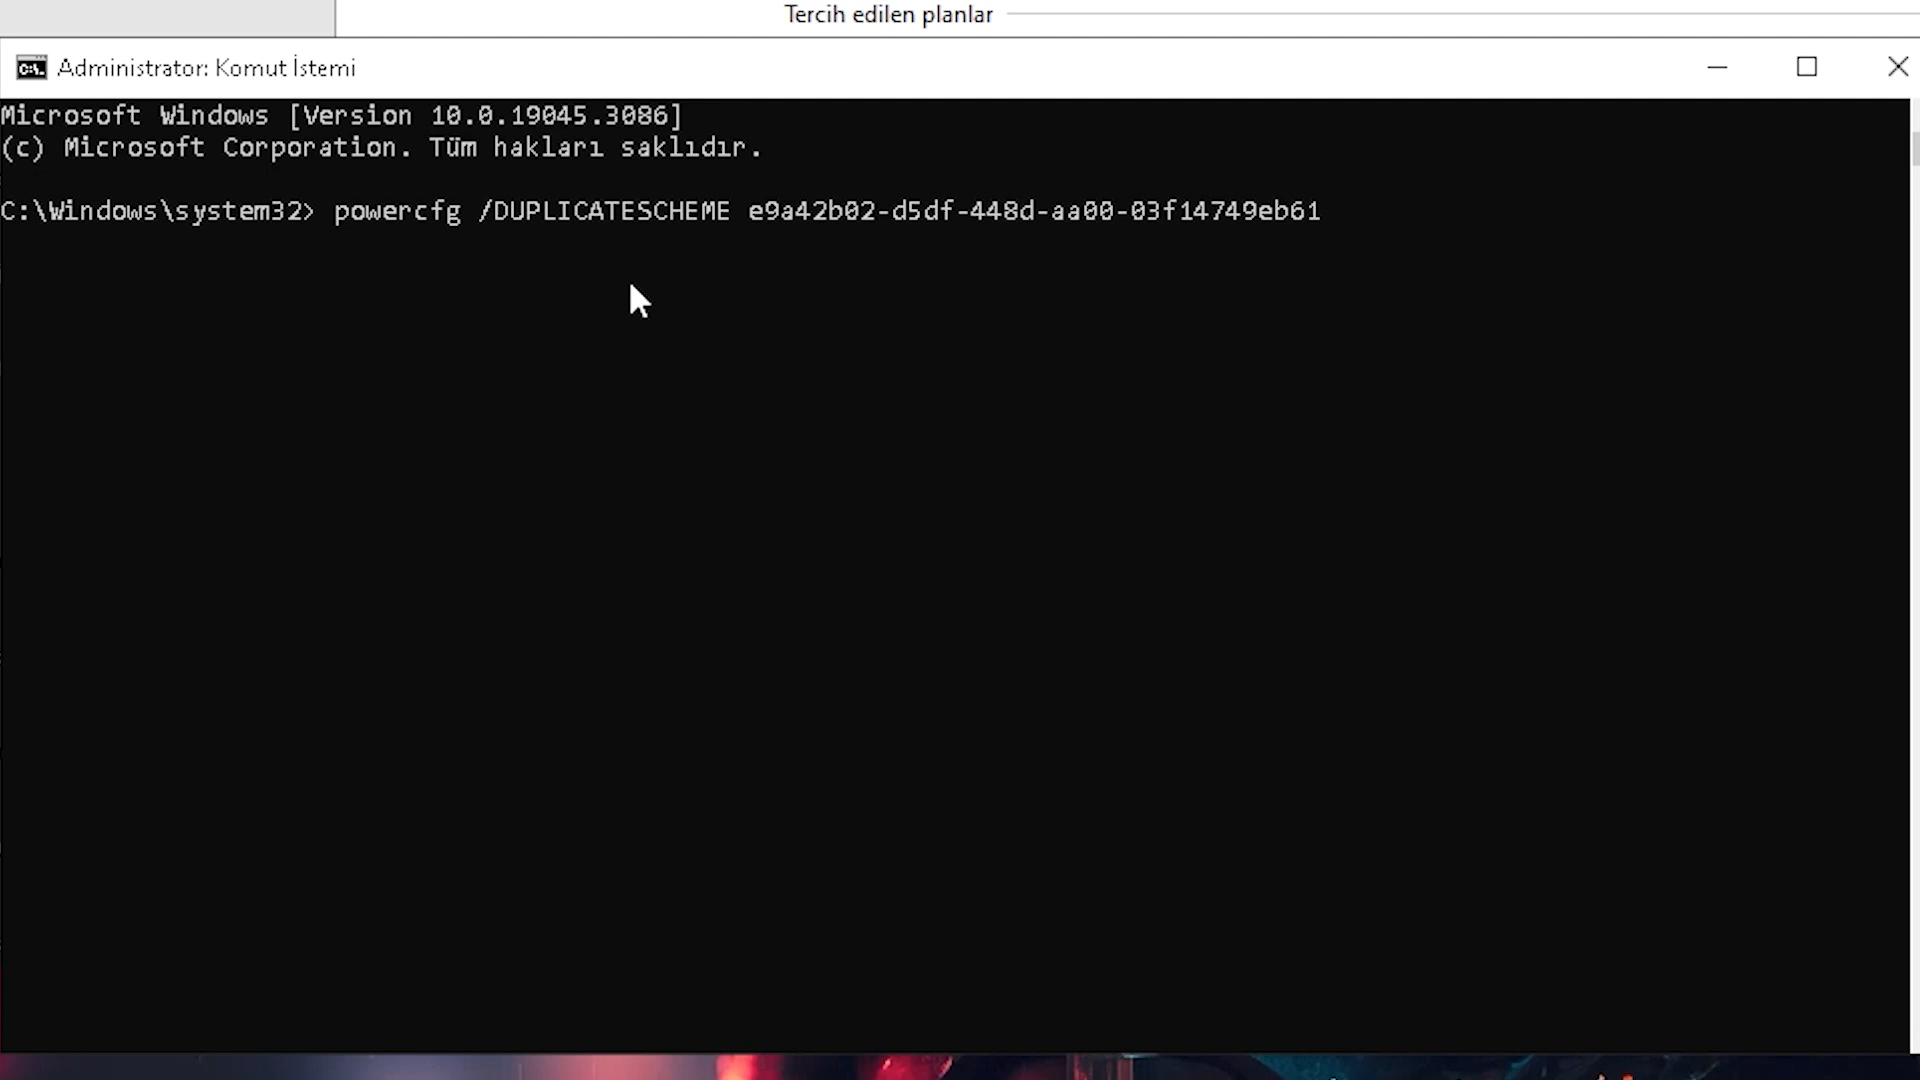 Tercih edilen planlar
Administrator: Komut İstemi
Microsoft Windows [Version 10.0.19045.3086]
(c) Microsoft Corporation. Tüm hakları saklıdır.
C:\Windows\system32> powercfg /DUPLICATESCHEME e9a42b02-d5df-448d-aa00-03f14749eb61